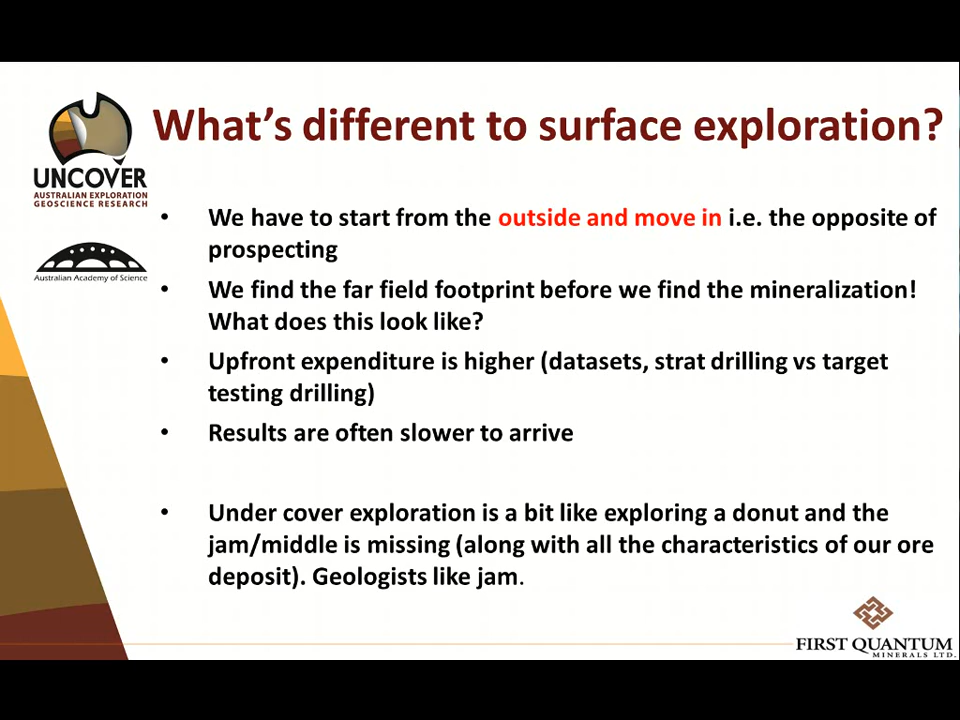 What's different to surface exploration?
UNCOVER
AUSTRALIAN EXPLORATION
GEOSCIENCE RESEARCH
Australian Academy of Science
• We have to start from the outside and move in i.e. the opposite of
prospecting
• We find the far field footprint before we find the mineralization!
What does this look like?
• Upfront expenditure is higher (datasets, strat drilling vs target
testing drilling)
• Results are often slower to arrive
• Under cover exploration is a bit like exploring a donut and the
jam/middle is missing (along with all the characteristics of our ore
deposit). Geologists like jam.
FIRST QUANTUM
MINERALS LTD.